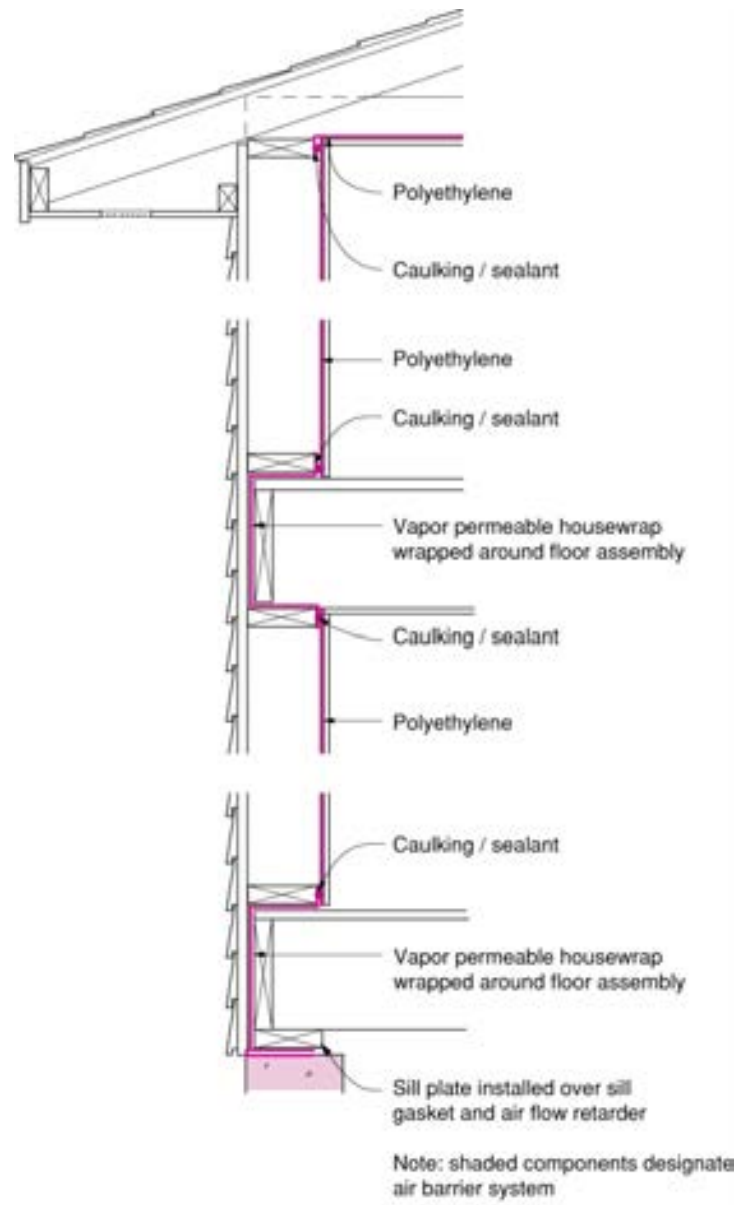 Polyethylene
Caulking / sealant
Polyethylene
Caulking / sealant
Vapor permeable housewrap
wrapped around floor assembly
Caulking / sealant
Polyethylene
Caulking / sealant
Vapor permeable housewrap
wrapped around floor assembly
Sill plate installed over sill
gasket and air flow retarder
Note: shaded components designate
air barrier system